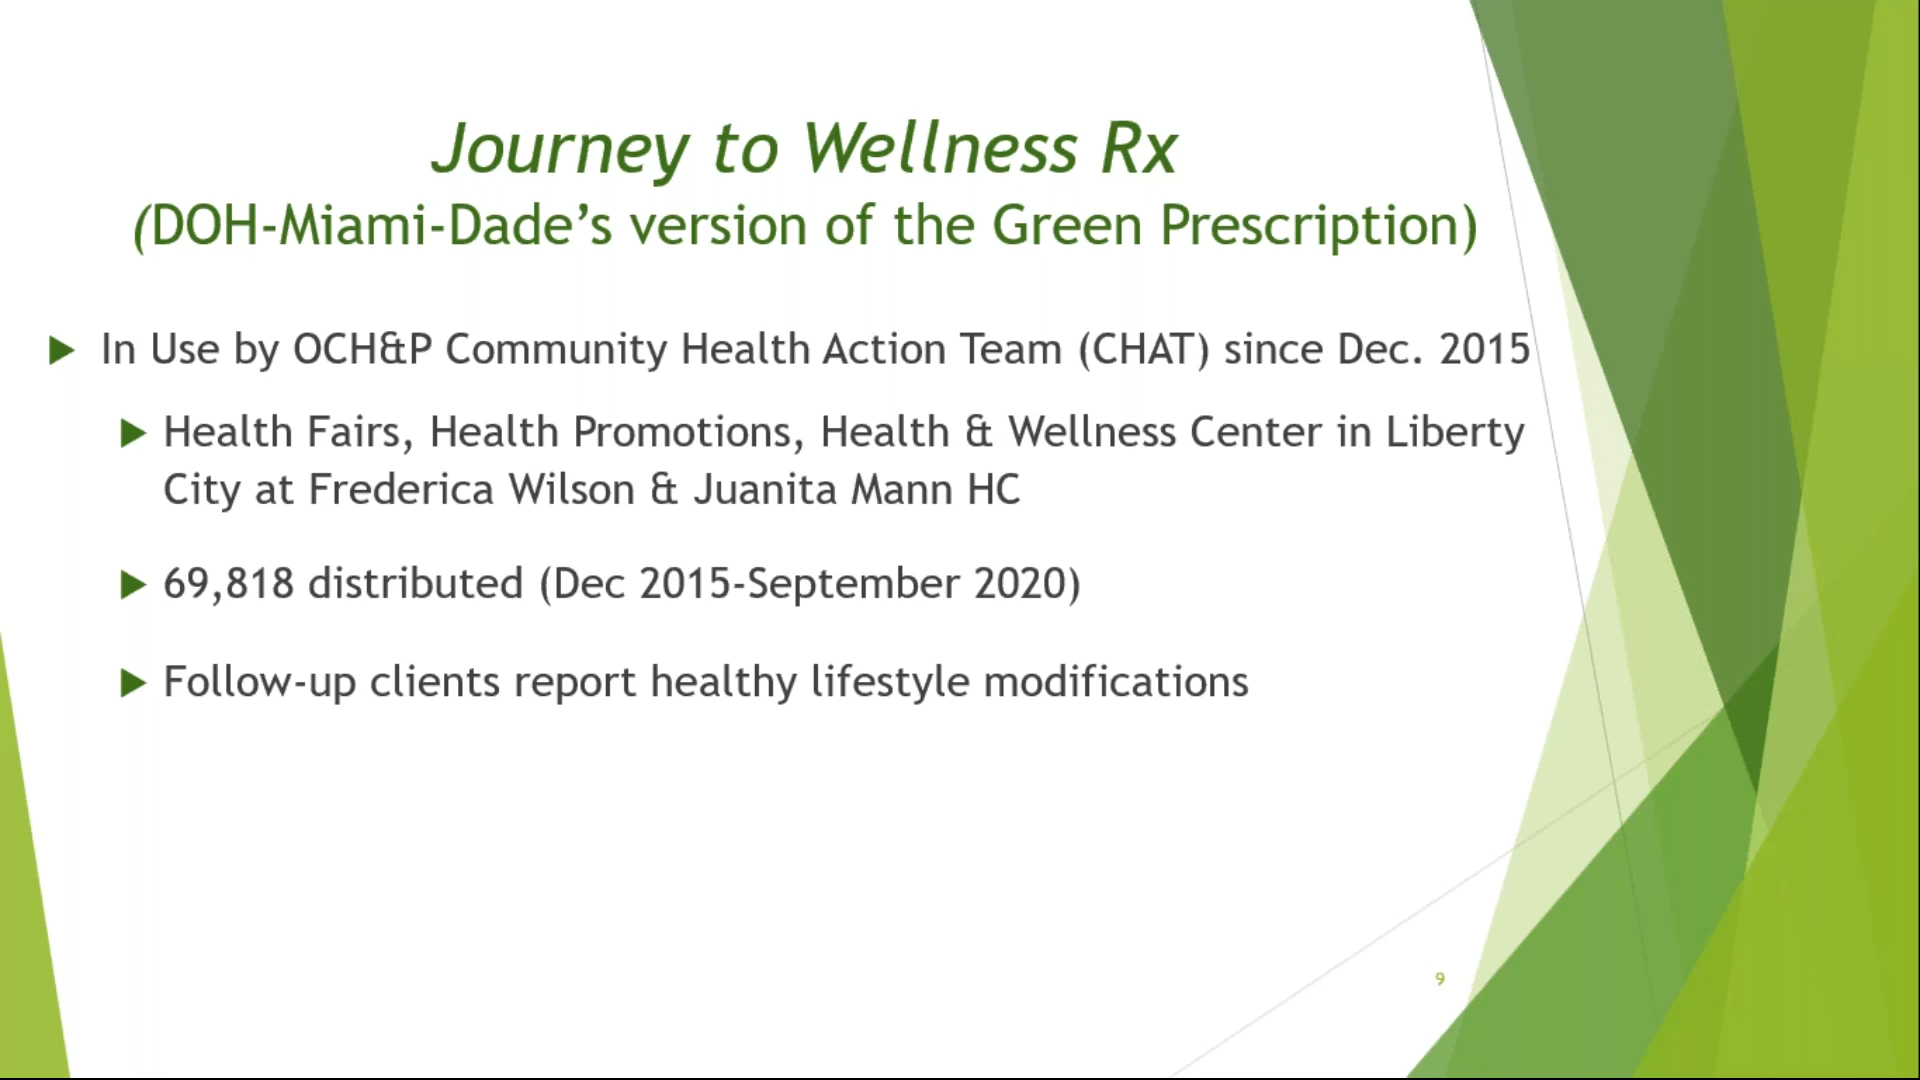 Journey to Wellness Rx
(DOH-Miami-Dade’s version of the Green Prescription)
In Use by OCH&P Community Health Action Team (CHAT) since Dec. 2015
Health Fairs, Health Promotions, Health & Wellness Center in Liberty
City at Frederica Wilson & Juanita Mann HC
69,818 distributed (Dec 2015-September 2020)
Follow-up clients report healthy lifestyle modifications
9